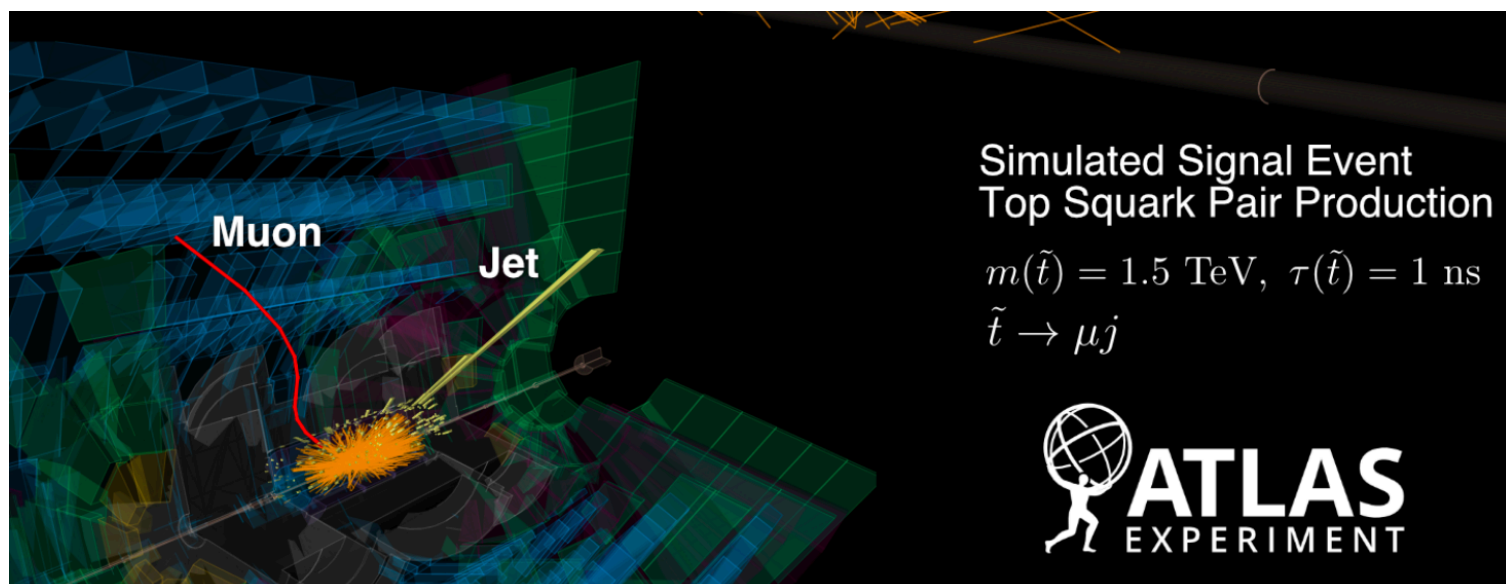 Muon
Jet
Simulated Signal Event
Top Squark Pair Production
m(t̃) = 1.5 TeV, τ(t̃) = 1 ns
t̃ → μj
ATLAS
EXPERIMENT